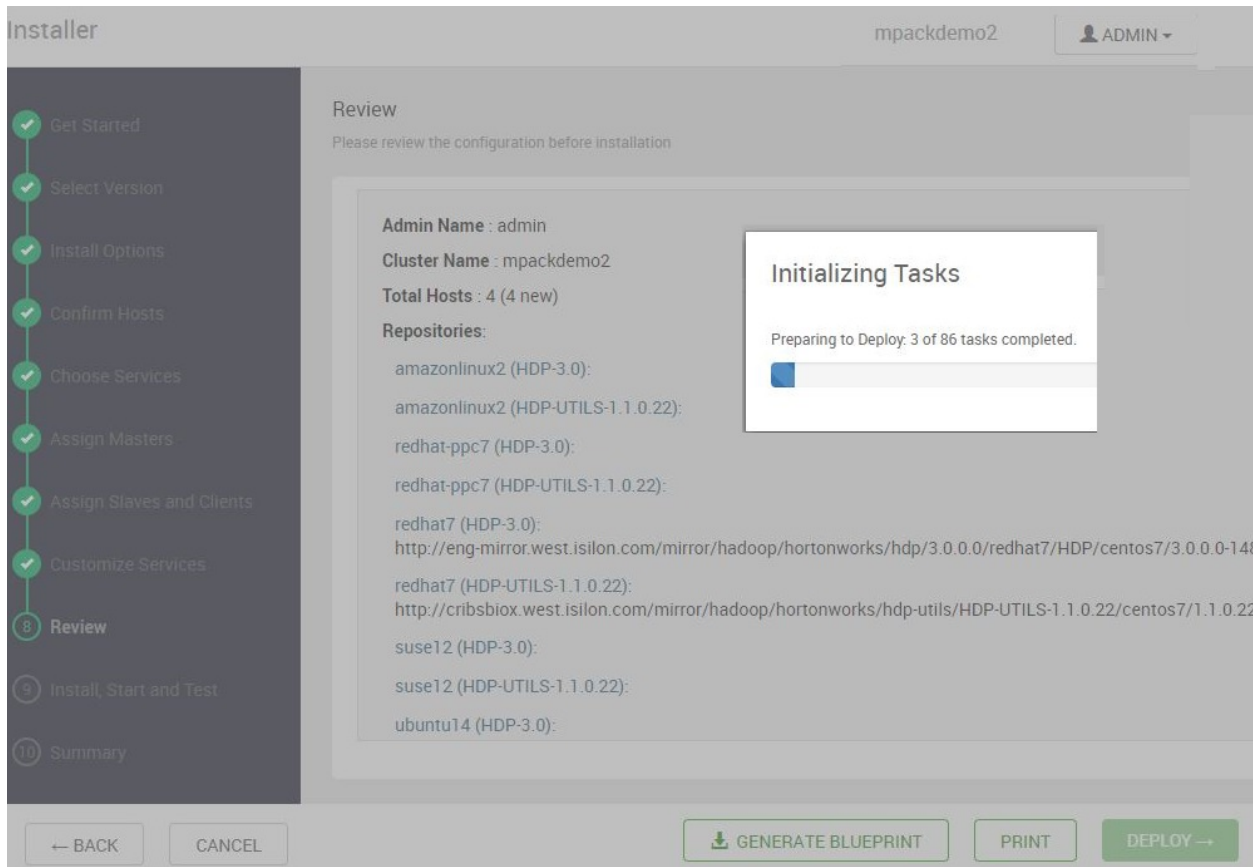 Installer
mpackdemo2
ADMIN
Get Started
Select Version
Install Options
Confirm Hosts
Choose Services
Assign Masters
Assign Slaves and Clients
Customize Services
8 Review
9 Install, Start and Test
10 Summary
Review
Please review the configuration before installation
Admin Name : admin
Cluster Name : mpackdemo2
Total Hosts : 4 (4 new)
Repositories:
amazonlinux2 (HDP-3.0):
amazonlinux2 (HDP-UTILS-1.1.0.22):
redhat-ppc7 (HDP-3.0):
redhat-ppc7 (HDP-UTILS-1.1.0.22):
redhat7 (HDP-3.0):
http://eng-mirror.west.isilon.com/mirror/hadoop/hortonworks/hdp/3.0.0.0/redhat7/HDP/centos7/3.0.0.0-148
redhat7 (HDP-UTILS-1.1.0.22):
http://cribsbiox.west.isilon.com/mirror/hadoop/hortonworks/hdp-utils/HDP-UTILS-1.1.0.22/centos7/1.1.0.22
suse12 (HDP-3.0):
suse12 (HDP-UTILS-1.1.0.22):
ubuntu14 (HDP-3.0):
Initializing Tasks
Preparing to Deploy: 3 of 86 tasks completed.
← BACK
CANCEL
GENERATE BLUEPRINT
PRINT
DEPLOY →